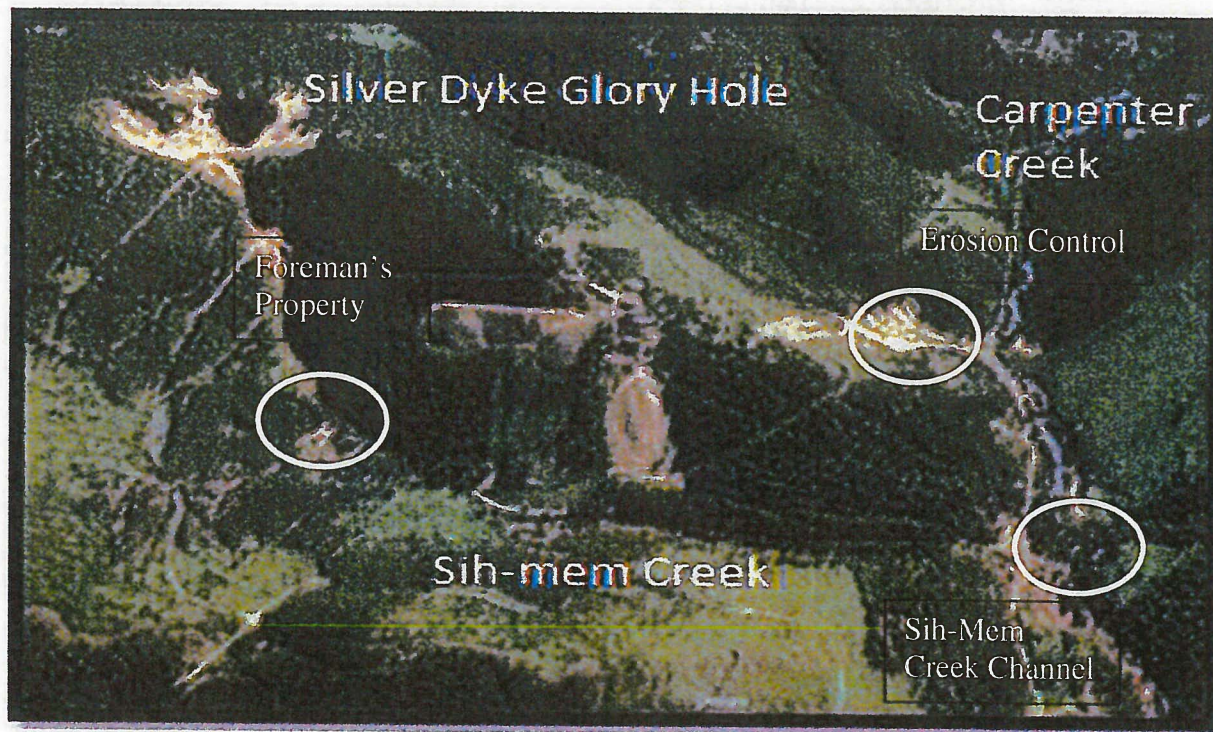 Silver Dyke Glory Hole
Carpenter
Creek
Erosion Control
Foreman's
Property
Sih-mem Creek
Sih-Mem
Creek Channel